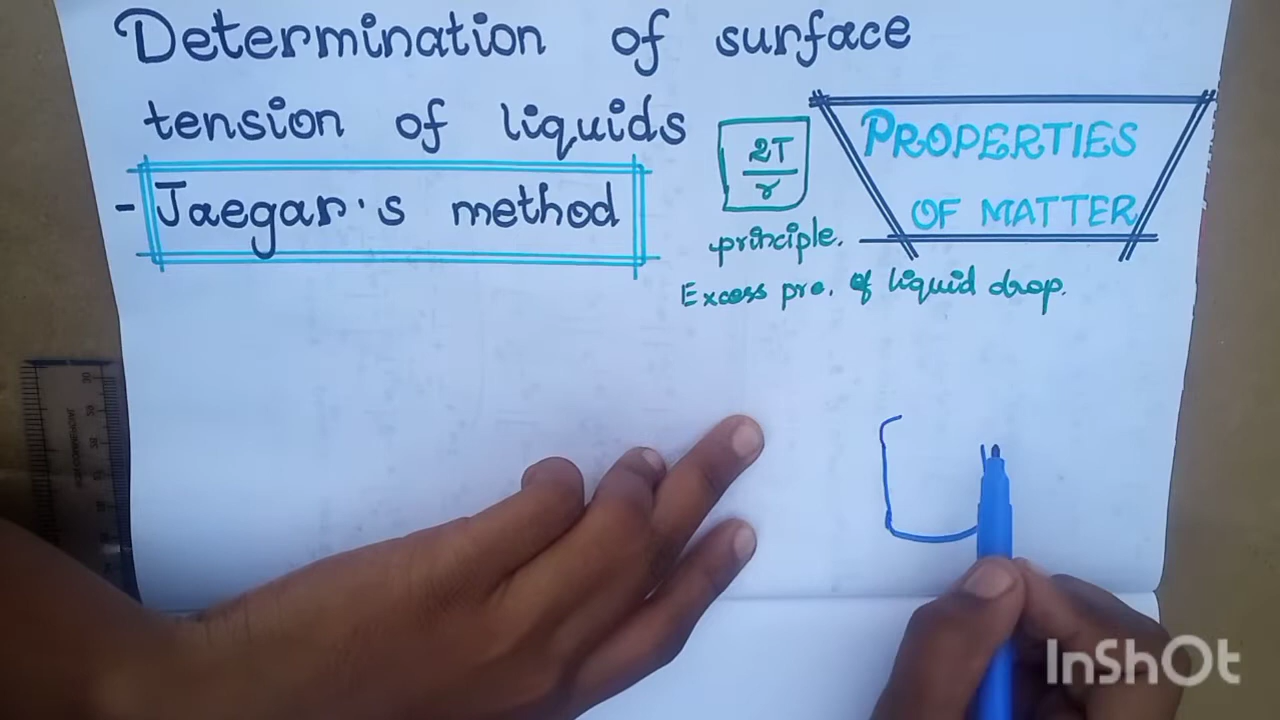 Determination of surface
tension of liquids
- Jaegar's method
2T
r
principle.
Excess pre. of liquid drop.
PROPERTIES
OF MATTER
InShOt